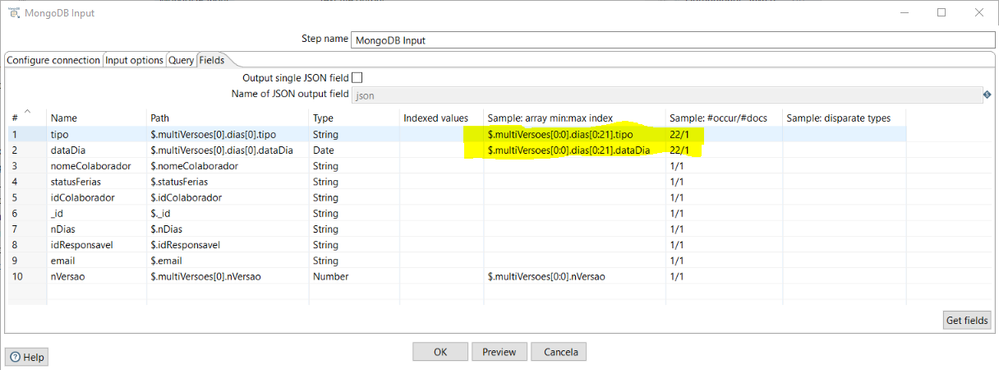 MongoDB Input
Step name MongoDB Input
Configure connection Input options Query Fields
Output single JSON field
Name of JSON output field json
# Name Path Type Indexed values Sample: array min:max index Sample: #occur/#docs Sample: disparate types
1 tipo $.multiVersoes[0].dias[0].tipo String $.multiVersoes[0:0].dias[0:21].tipo 22/1
2 dataDia $.multiVersoes[0].dias[0].dataDia Date $.multiVersoes[0:0].dias[0:21].dataDia 22/1
3 nomeColaborador $.nomeColaborador String 1/1
4 statusFerias $.statusFerias String 1/1
5 idColaborador $.idColaborador String 1/1
6 _id $._id String 1/1
7 nDias $.nDias String 1/1
8 idResponsavel $.idResponsavel String 1/1
9 email $.email String 1/1
10 nVersao $.multiVersoes[0].nVersao Number $.multiVersoes[0:0].nVersao 1/1
Get fields
Help OK Preview Cancela